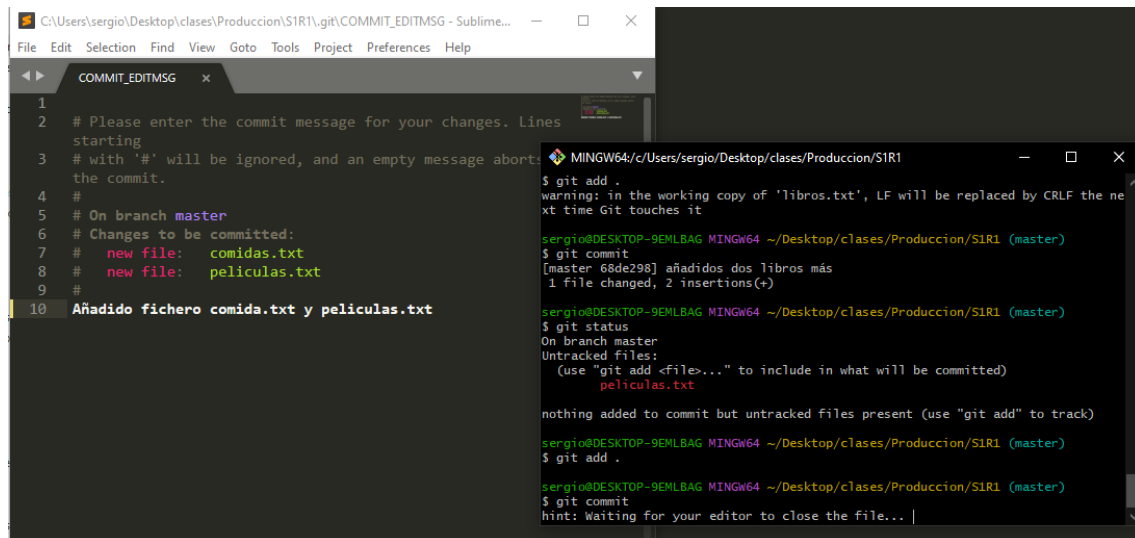 C:\Users\sergio\Desktop\clases\Produccion\S1R1\.git\COMMIT_EDITMSG - Sublime...
File Edit Selection Find View Goto Tools Project Preferences Help
COMMIT_EDITMSG
1
2 # Please enter the commit message for your changes. Lines
starting
3 # with '#' will be ignored, and an empty message aborts
the commit.
4 #
5 # On branch master
6 # Changes to be committed:
7 # new file: comidas.txt
8 # new file: peliculas.txt
9 #
10 Añadido fichero comida.txt y peliculas.txt
MINGW64:/c/Users/sergio/Desktop/clases/Produccion/S1R1
$ git add .
warning: in the working copy of 'libros.txt', LF will be replaced by CRLF the ne
xt time Git touches it
sergio@DESKTOP-9EMLBAG MINGW64 ~/Desktop/clases/Produccion/S1R1 (master)
$ git commit
[master 68de298] añadidos dos libros más
1 file changed, 2 insertions(+)
sergio@DESKTOP-9EMLBAG MINGW64 ~/Desktop/clases/Produccion/S1R1 (master)
$ git status
On branch master
Untracked files:
(use "git add <file>..." to include in what will be committed)
peliculas.txt
nothing added to commit but untracked files present (use "git add" to track)
sergio@DESKTOP-9EMLBAG MINGW64 ~/Desktop/clases/Produccion/S1R1 (master)
$ git add .
sergio@DESKTOP-9EMLBAG MINGW64 ~/Desktop/clases/Produccion/S1R1 (master)
$ git commit
hint: Waiting for your editor to close the file...